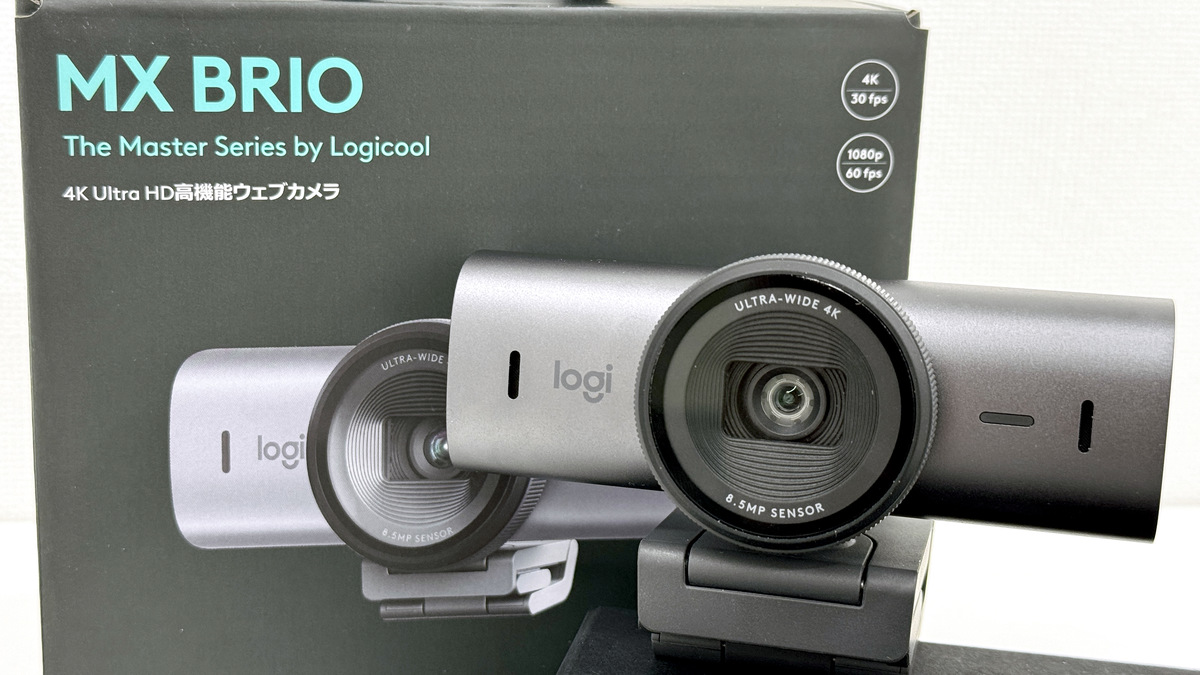 MX BRIO
The Master Series by Logicool
4K Ultra HD高機能ウェブカメラ
4K
30 fps
1080p
60 fps
ULTRA-WIDE
logi
8.5MP SENSOR
ULTRA-WIDE 4K
logi
8.5MP SENSOR